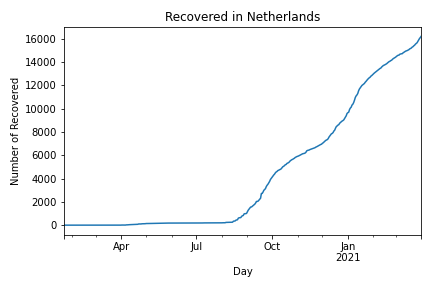 Recovered in Netherlands
Number of Recovered
16000
14000
12000
10000
8000
6000
4000
2000
0
Apr
Jul
Oct
Jan
2021
Day